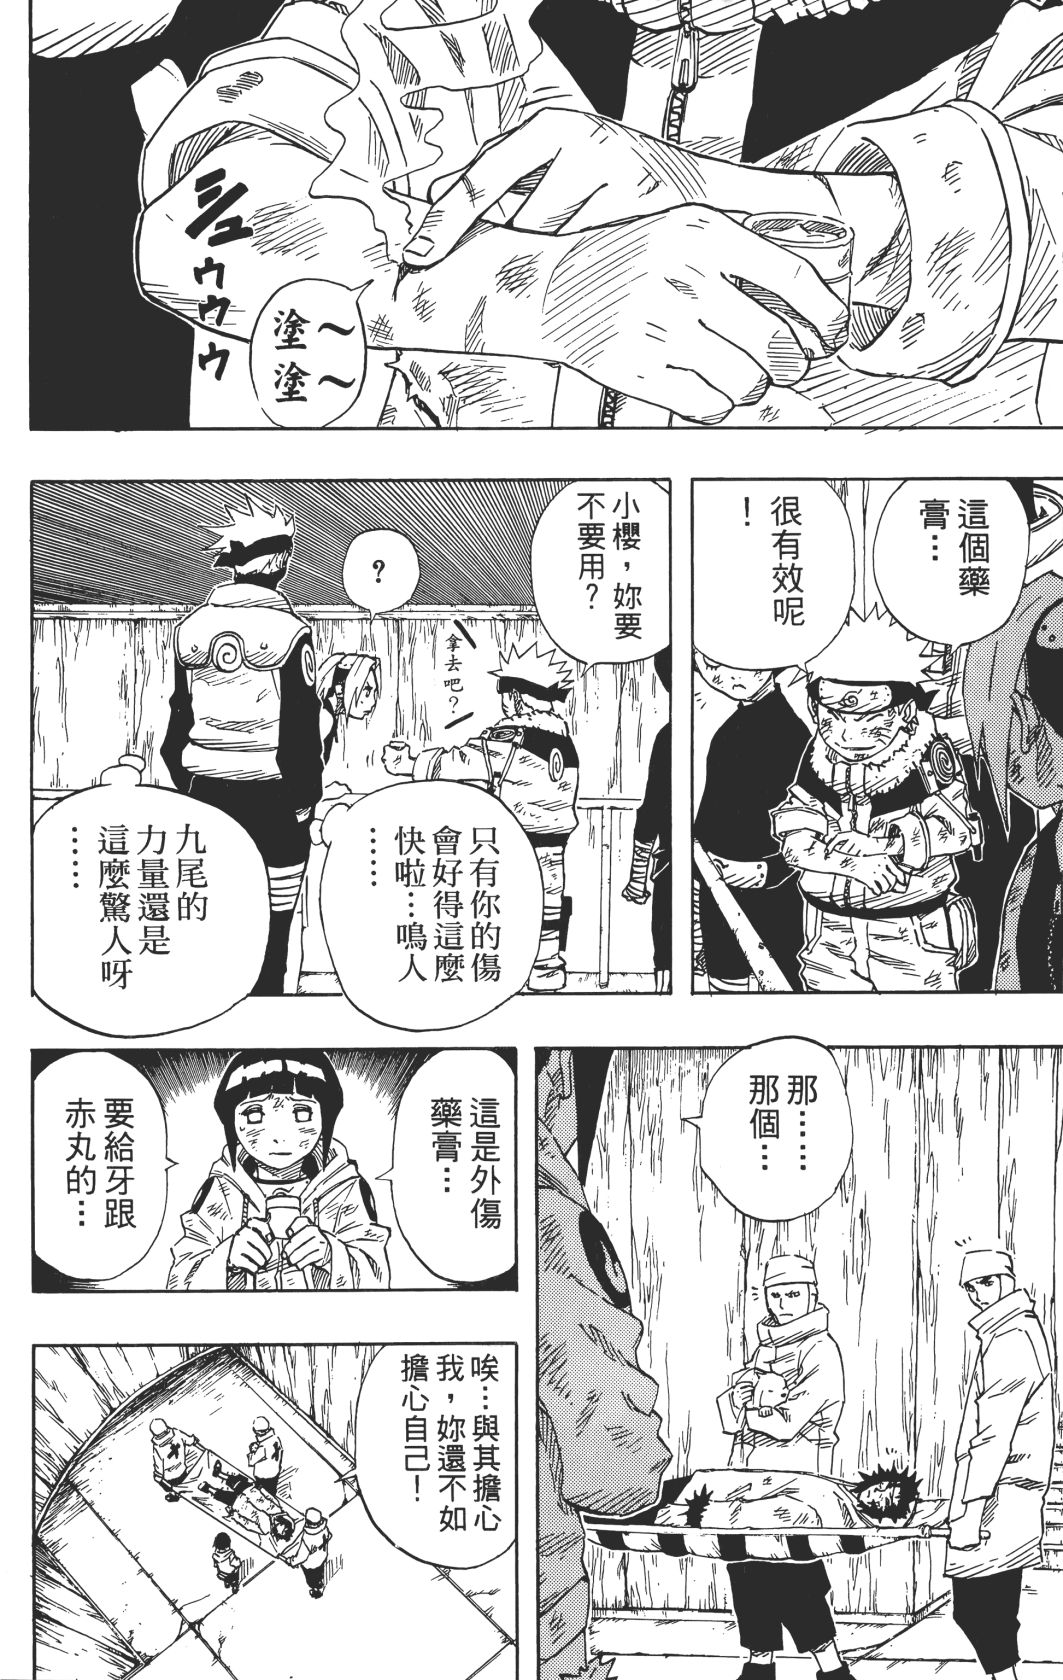 シュウウウ
塗～
塗～
這個藥
膏…
很有效呢
！
小櫻，妳要
不要用？
拿去吧？
？
只有你的傷
會好得這麼
快啦…鳴人
……
九尾的
力量還是
這麼驚人呀
……
那……
那個…
這是外傷
藥膏…
要給牙跟
赤丸的…
唉…與其擔心
我，妳還不如
擔心自己！